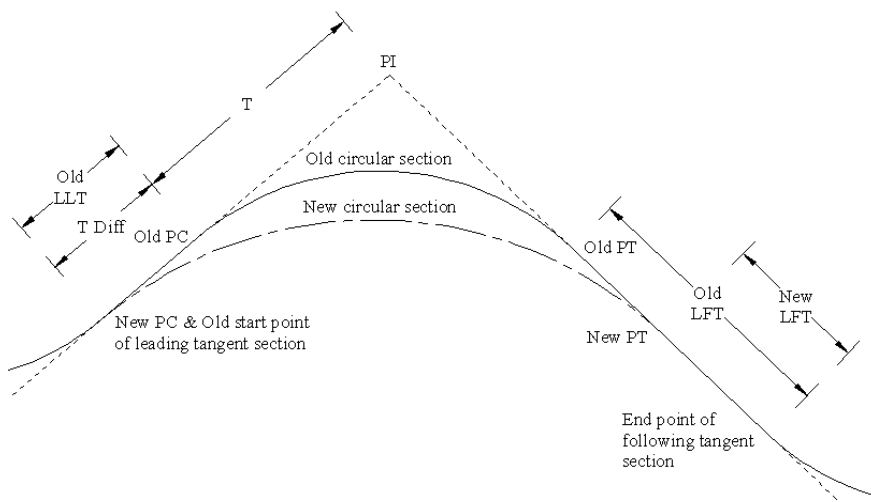 PI
T
Old
LLT
T Diff
Old circular section
New circular section
Old PC
Old PT
Old
LFT
New
LFT
New PC & Old start point
of leading tangent section
New PT
End point of
following tangent
section